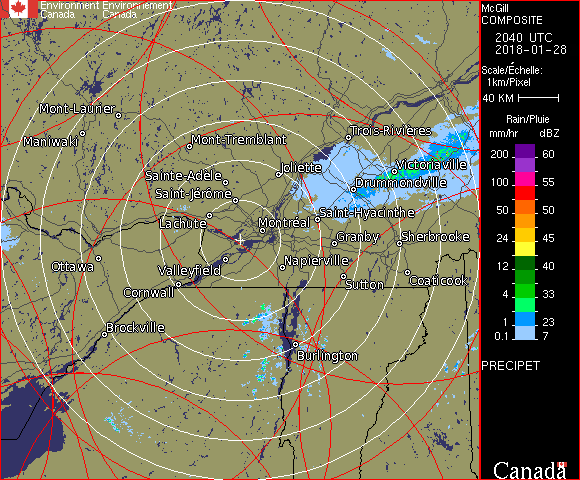 Environment Environnement
Canada Canada
McGill
COMPOSITE
2040 UTC
2018-01-28
Scale/Échelle:
1km/Pixel
40 KM
Rain/Pluie
mm/hr dBZ
200 60
150 57
100 55
50 50
24 45
12 40
4 33
1 23
0.1 7
PRECIPET
Canada
Mont-Laurier
Maniwaki
Mont-Tremblant
Trois-Rivières
Joliette
Victoriaville
Sainte-Adèle
Drummondville
Saint-Jérôme
Saint-Hyacinthe
Lachute
Montréal
Granby
Sherbrooke
Ottawa
Valleyfield
Napierville
Cornwall
Sutton
Coaticook
Brockville
Burlington